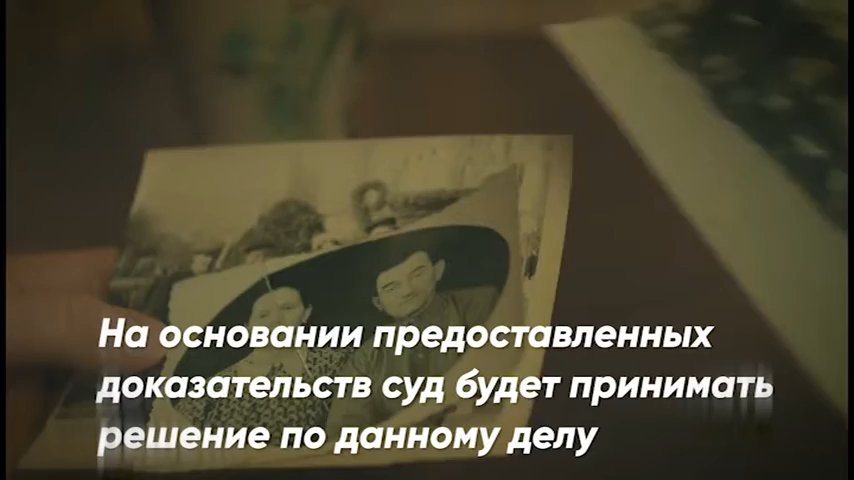 На основании предоставленных
доказательств суд будет принимать
решение по данному делу